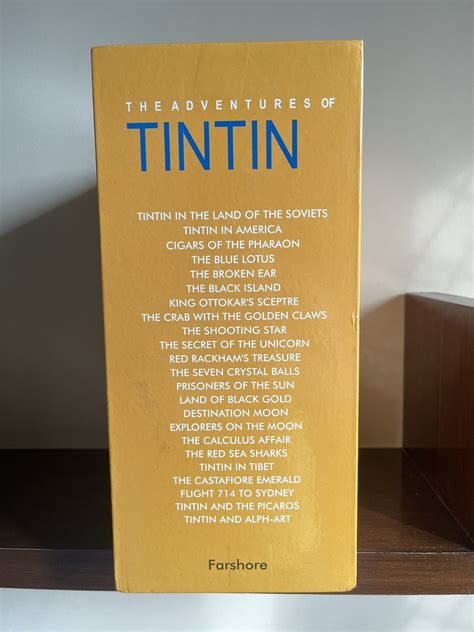 THE ADVENTURES OF
TINTIN
TINTIN IN THE LAND OF THE SOVIETS
TINTIN IN AMERICA
CIGARS OF THE PHARAON
THE BLUE LOTUS
THE BROKEN EAR
THE BLACK ISLAND
KING OTTOKAR'S SCEPTRE
THE CRAB WITH THE GOLDEN CLAWS
THE SHOOTING STAR
THE SECRET OF THE UNICORN
RED RACKHAM'S TREASURE
THE SEVEN CRYSTAL BALLS
PRISONERS OF THE SUN
LAND OF BLACK GOLD
DESTINATION MOON
EXPLORERS ON THE MOON
THE CALCULUS AFFAIR
THE RED SEA SHARKS
TINTIN IN TIBET
THE CASTAFIORE EMERALD
FLIGHT 714 TO SYDNEY
TINTIN AND THE PICAROS
TINTIN AND ALPH-ART
Farshore